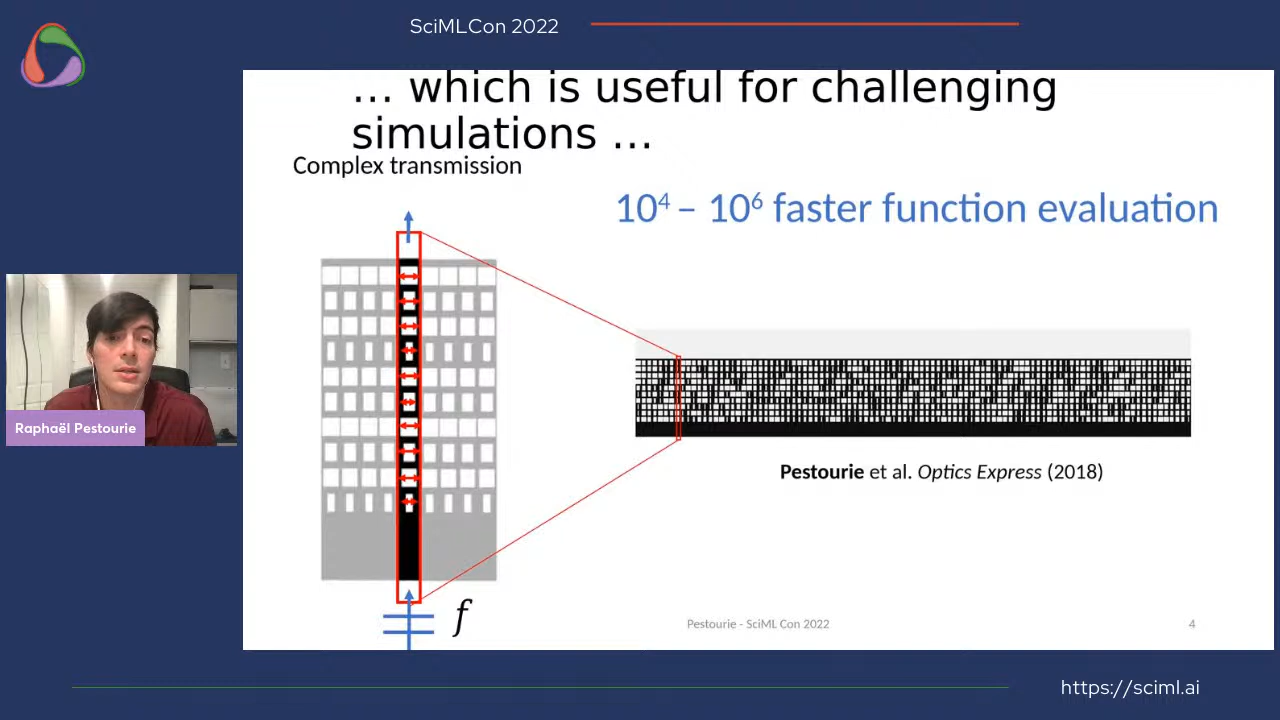 SciMLCon 2022
… which is useful for challenging
simulations …
Complex transmission
10⁴ – 10⁶ faster function evaluation
Raphaël Pestourie
Pestourie et al. Optics Express (2018)
f
Pestourie - SciML Con 2022
4
https://sciml.ai